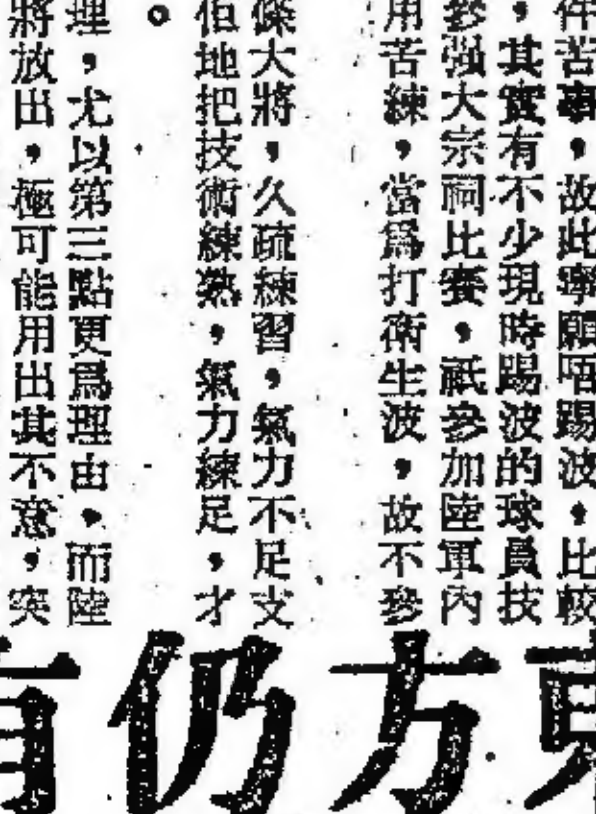 件苦事，故此寧願唔踢波，比較
，其實有不少現時踢波的球員技
參强大宗祠比賽，祇參加陸軍內
用苦練，當爲打衛生波，故不參
係大將，久疏練習，氣力不足支
但地把技術練熟，氣力練足，才
。
理，尤以第三點更爲理由，而陸
將放出，極可能用出其不意，突
東方仍有